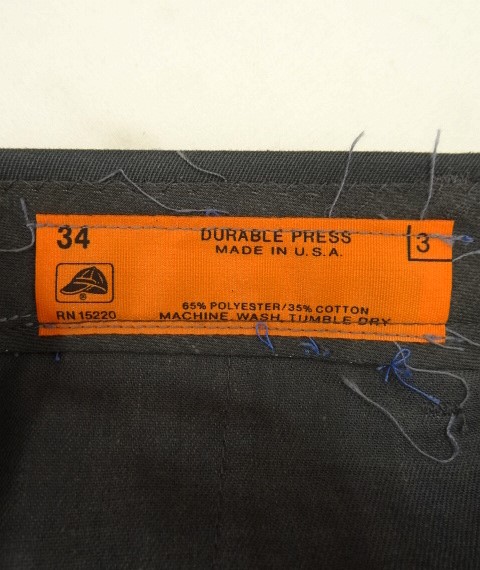 34
DURABLE PRESS
3
MADE IN U.S.A.
®
65% POLYESTER/35% COTTON
RN 15220
MACHINE WASH, TUMBLE DRY